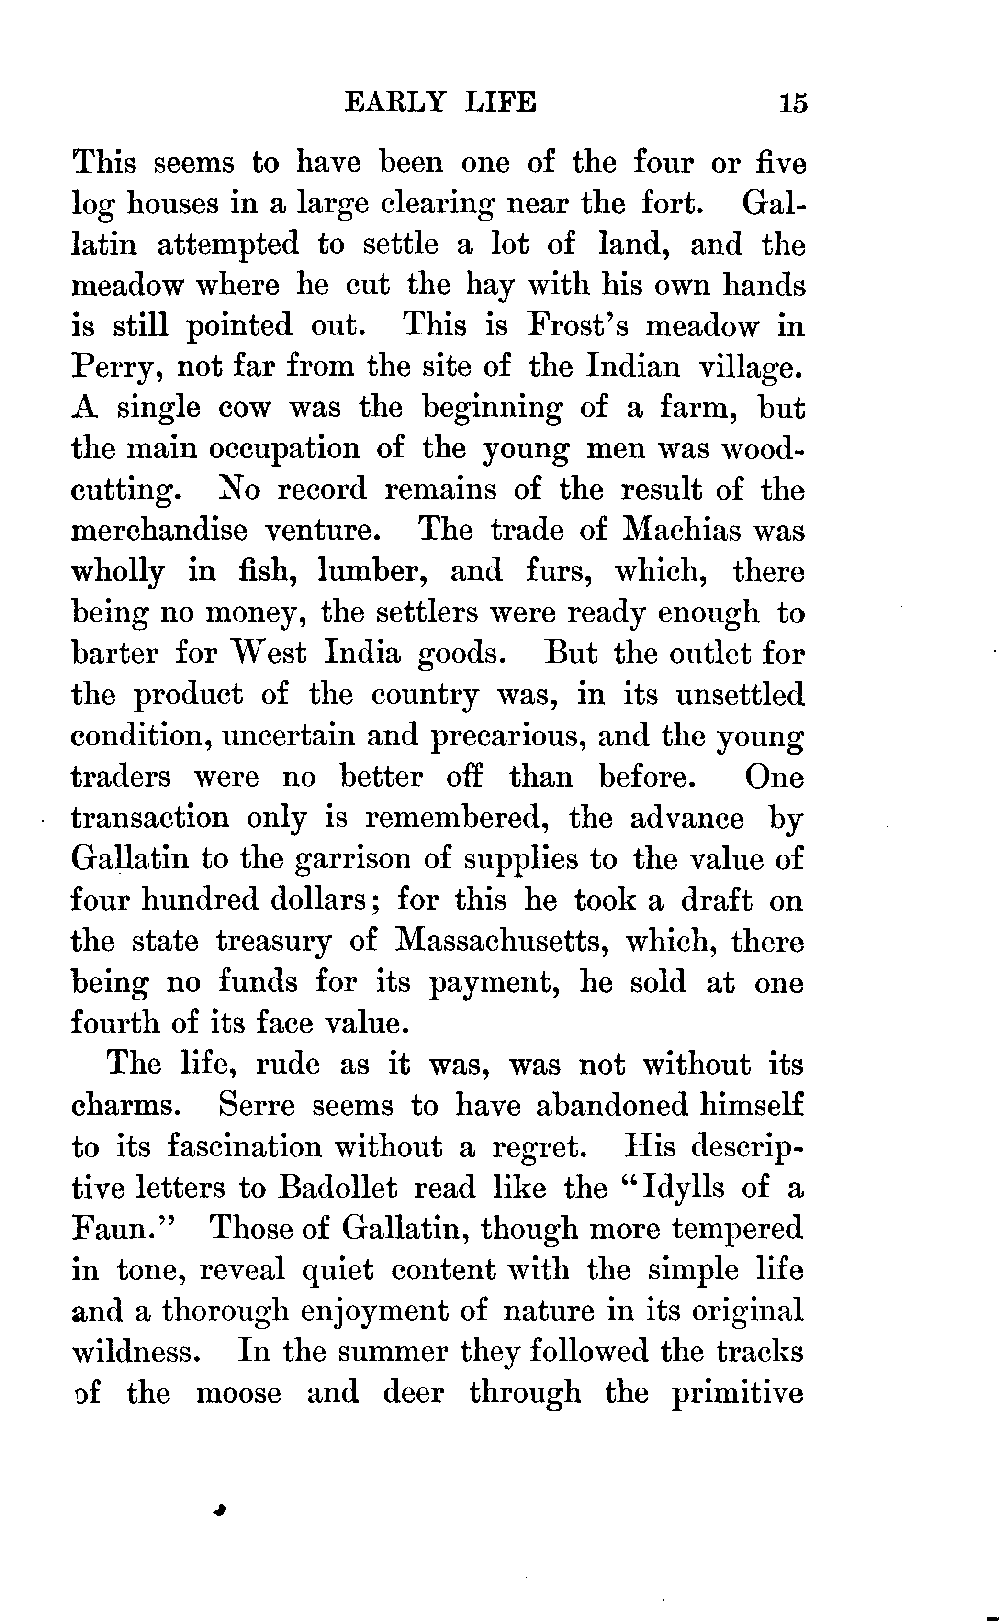 EARLY LIFE 15
This seems to have been one of the four or five
log houses in a large clearing near the fort. Gal-
latin attempted to settle a lot of land, and the
meadow where he cut the hay with his own hands
is still pointed out. This is Frost's meadow in
Perry, not far from the site of the Indian village.
A single cow was the beginning of a farm, but
the main occupation of the young men was wood-
cutting. No record remains of the result of the
merchandise venture. The trade of Machias was
wholly in fish, lumber, and furs, which, there
being no money, the settlers were ready enough to
barter for West India goods. But the outlet for
the product of the country was, in its unsettled
condition, uncertain and precarious, and the young
traders were no better off than before. One
transaction only is remembered, the advance by
Gallatin to the garrison of supplies to the value of
four hundred dollars; for this he took a draft on
the state treasury of Massachusetts, which, there
being no funds for its payment, he sold at one
fourth of its face value.
The life, rude as it was, was not without its
charms. Serre seems to have abandoned himself
to its fascination without a regret. His descrip-
tive letters to Badollet read like the "Idylls of a
Faun." Those of Gallatin, though more tempered
in tone, reveal quiet content with the simple life
and a thorough enjoyment of nature in its original
wildness. In the summer they followed the tracks
of the moose and deer through the primitive